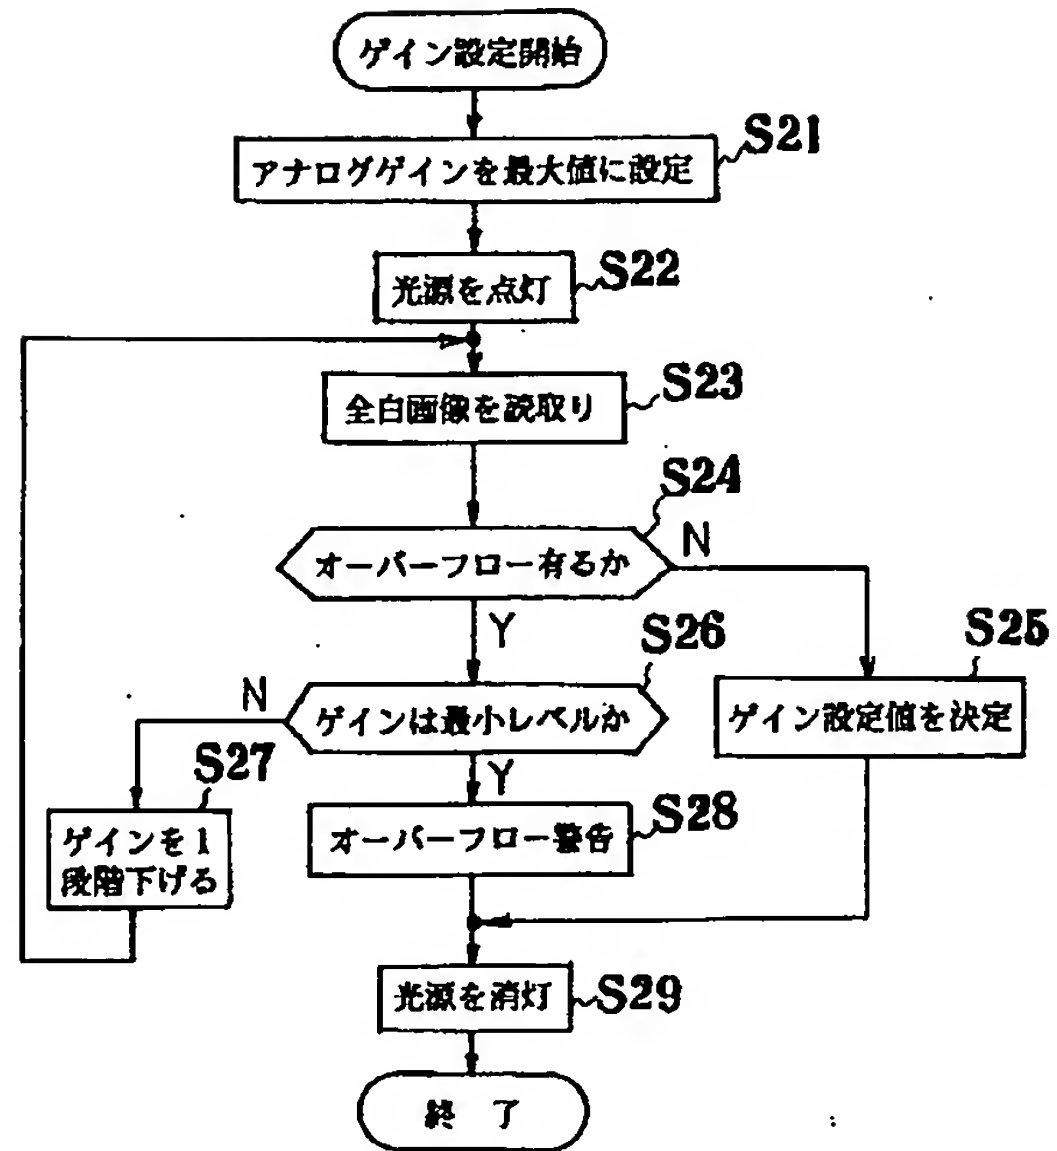 ゲイン設定開始
S21
アナログゲインを最大値に設定
S22
光源を点灯
S23
全白画像を読取り
S24
オーバーフロー有るか
N
Y
S26
S25
N
ゲインは最小レベルか
ゲイン設定値を決定
S27
Y
S28
ゲインを1
段階下げる
オーバーフロー警告
光源を消灯
S29
終 了